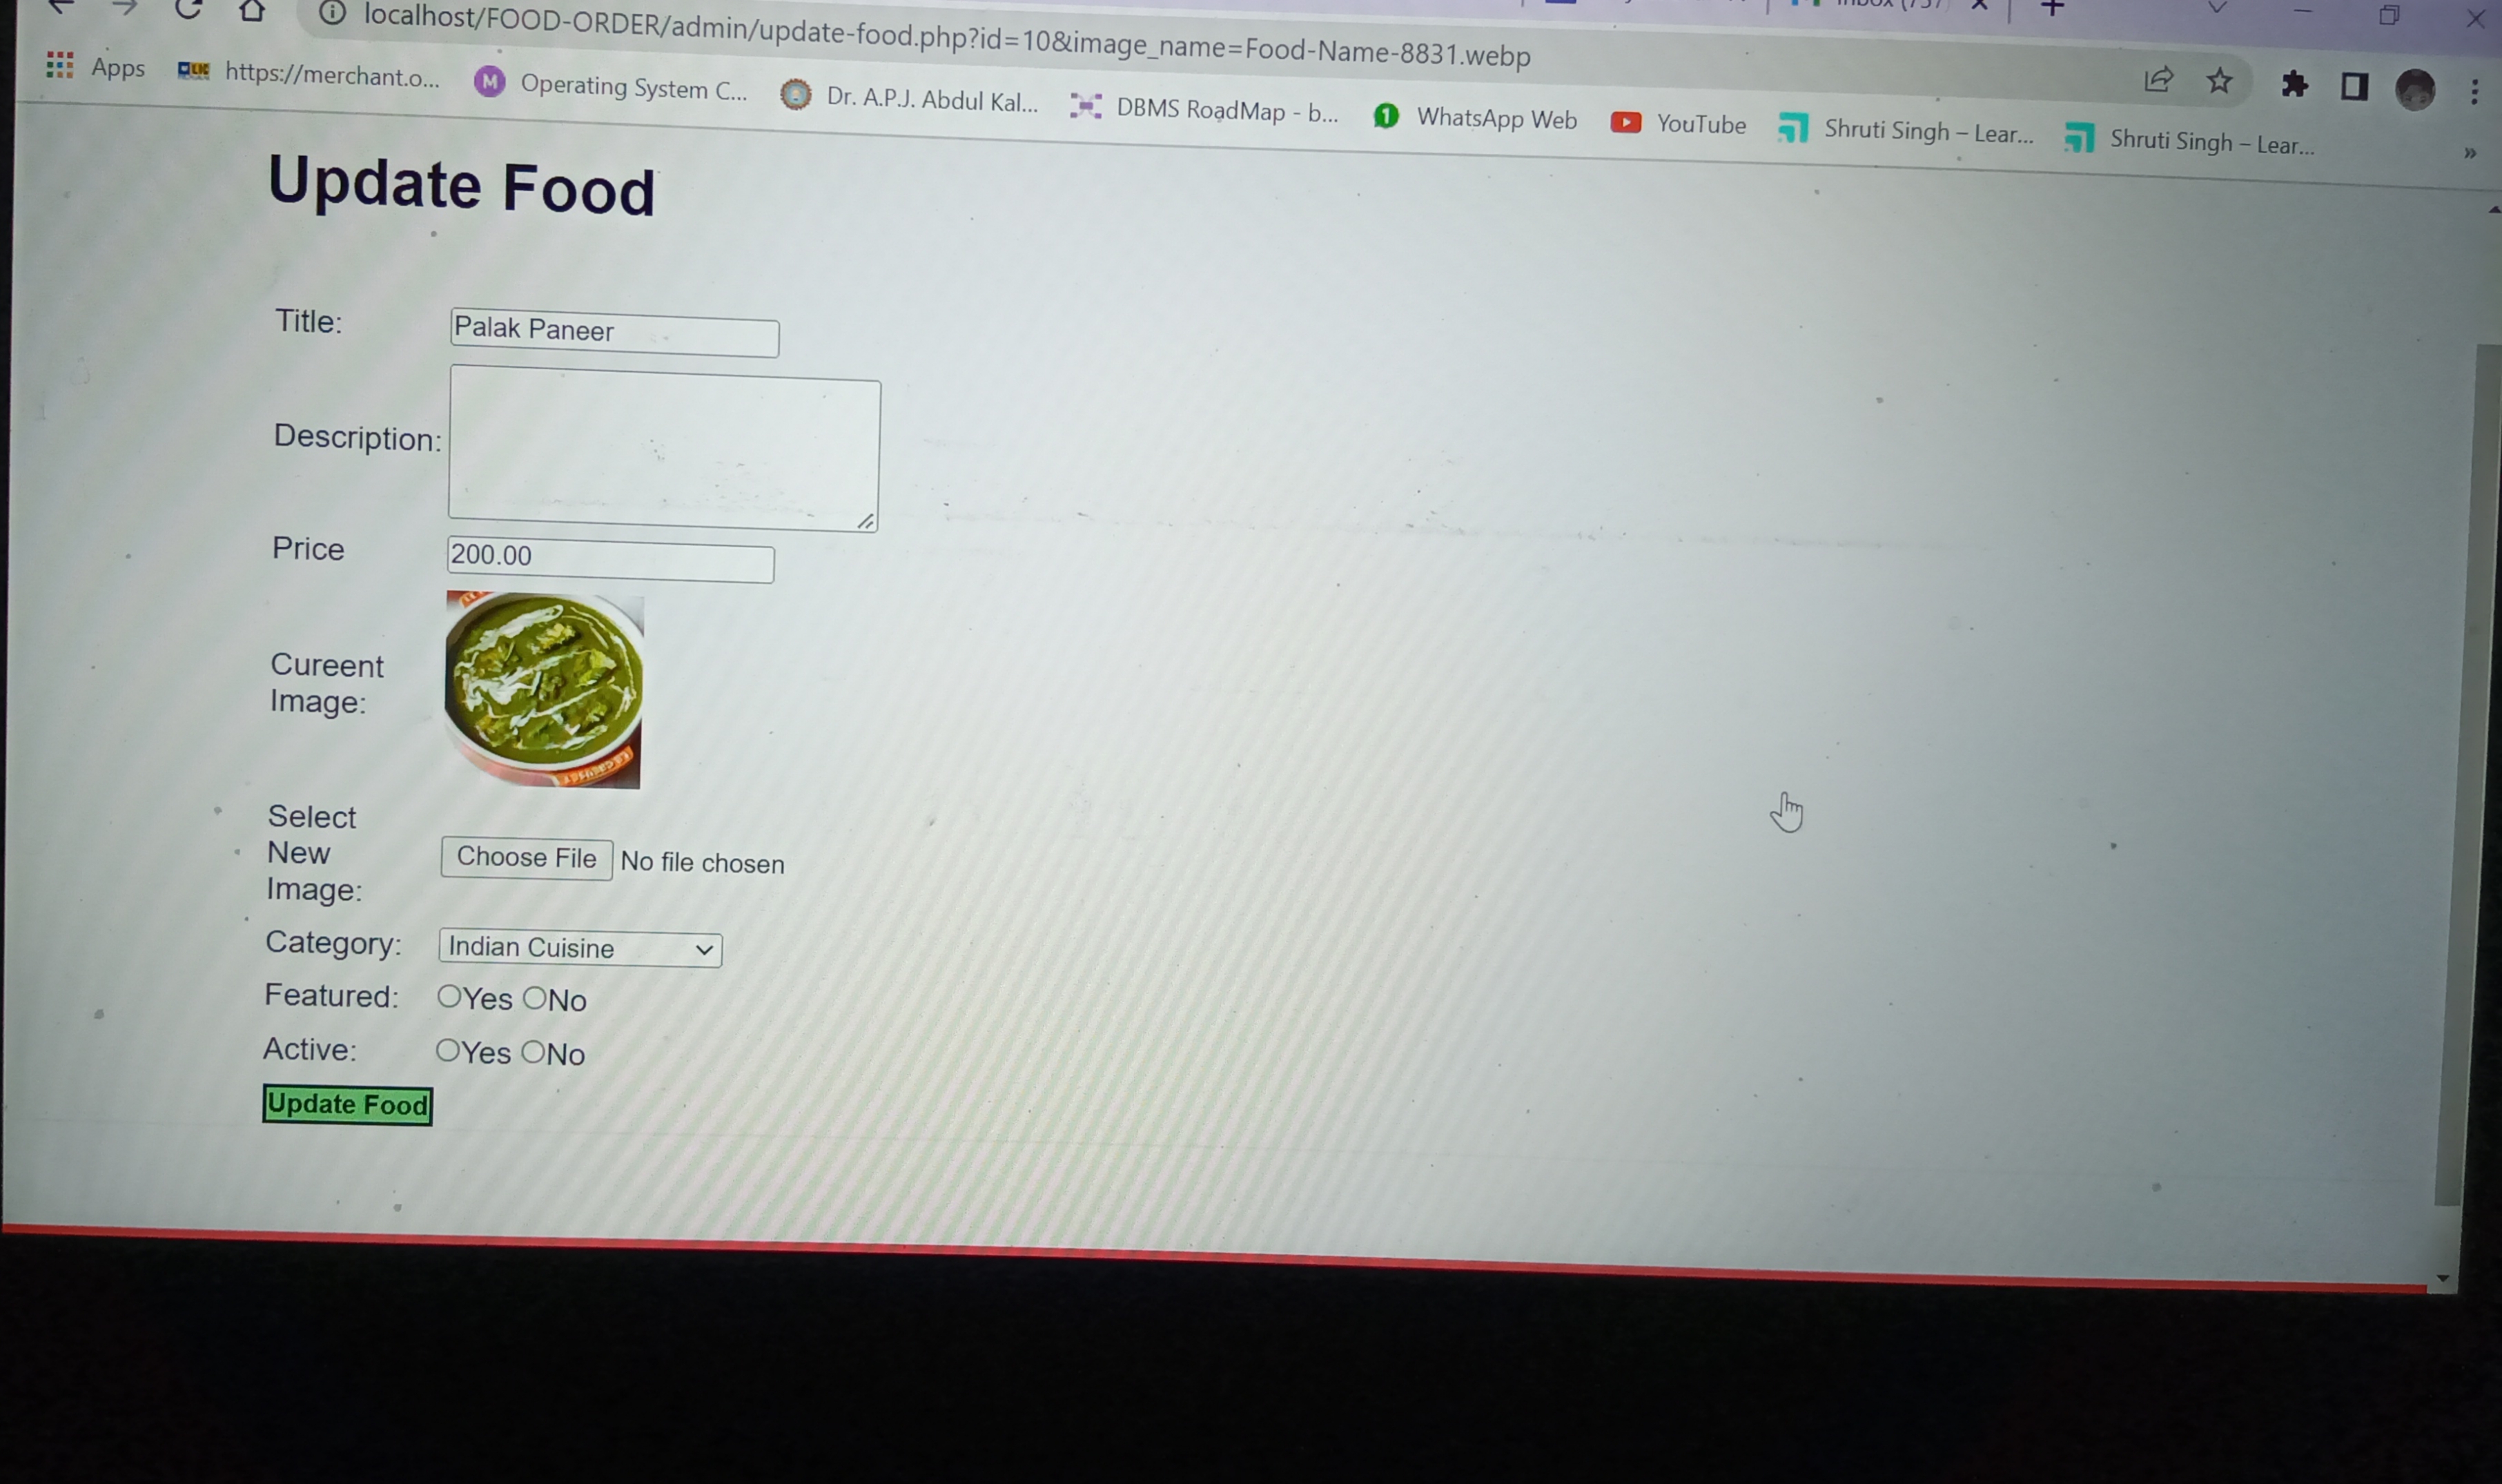 localhost/FOOD-ORDER/admin/update-food.php?id=10&image_name=Food-Name-8831.webp
Apps https://merchant.o... M Operating System C... Dr. A.P.J. Abdul Kal... DBMS RoadMap - b... 1 WhatsApp Web YouTube Shruti Singh – Lear... Shruti Singh – Lear... »
Update Food
Title: Palak Paneer
Description:
Price 200.00
Cureent
Image:
Select
New
Image:
Choose File No file chosen
Category: Indian Cuisine
Featured: Yes No
Active: Yes No
Update Food